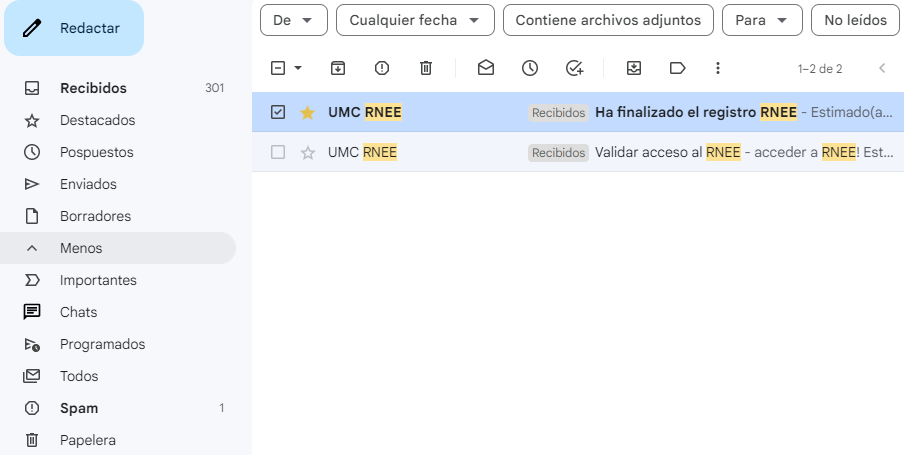 Redactar
De
Cualquier fecha
Contiene archivos adjuntos
Para
No leídos
1–2 de 2
Recibidos 301
Destacados
Pospuestos
Enviados
Borradores
Menos
Importantes
Chats
Programados
Todos
Spam 1
Papelera
UMC RNEE Recibidos Ha finalizado el registro RNEE - Estimado(a...
UMC RNEE Recibidos Validar acceso al RNEE - acceder a RNEE! Est...